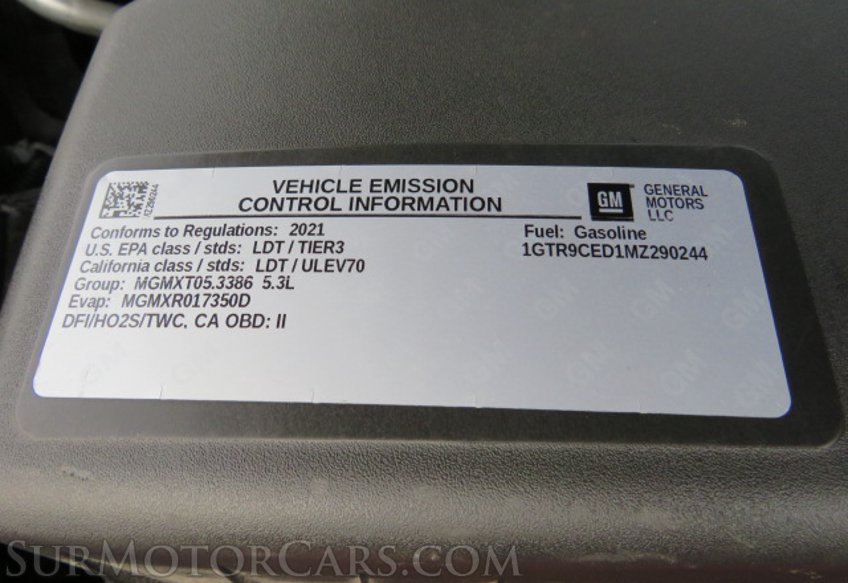 MZ290244
VEHICLE EMISSION
CONTROL INFORMATION
GM
GENERAL
MOTORS
LLC
Conforms to Regulations: 2021
U.S. EPA class / stds: LDT / TIER3
California class / stds: LDT / ULEV70
Group: MGMXT05.3386 5.3L
Evap: MGMXR017350D
DFI/HO2S/TWC, CA OBD: II
Fuel: Gasoline
1GTR9CED1MZ290244
SURMOTORCARS.COM